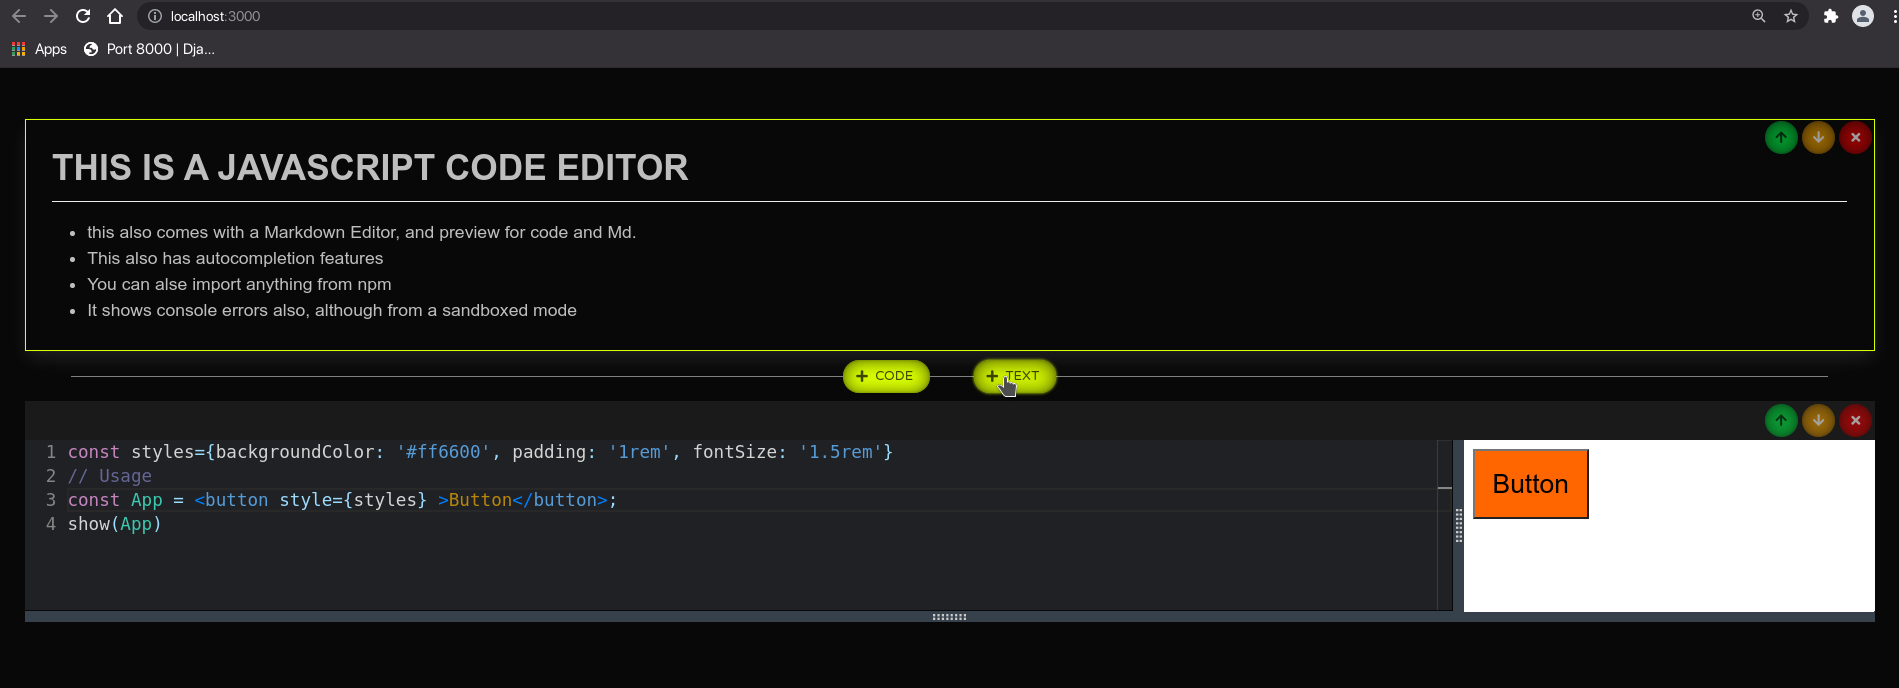 localhost:3000
Apps Port 8000 | Dja...
THIS IS A JAVASCRIPT CODE EDITOR
• this also comes with a Markdown Editor, and preview for code and Md.
• This also has autocompletion features
• You can alse import anything from npm
• It shows console errors also, although from a sandboxed mode
+ CODE + TEXT
1 const styles={backgroundColor: '#ff6600', padding: '1rem', fontSize: '1.5rem'}
2 // Usage
3 const App = <button style={styles} >Button</button>;
4 show(App)
Button